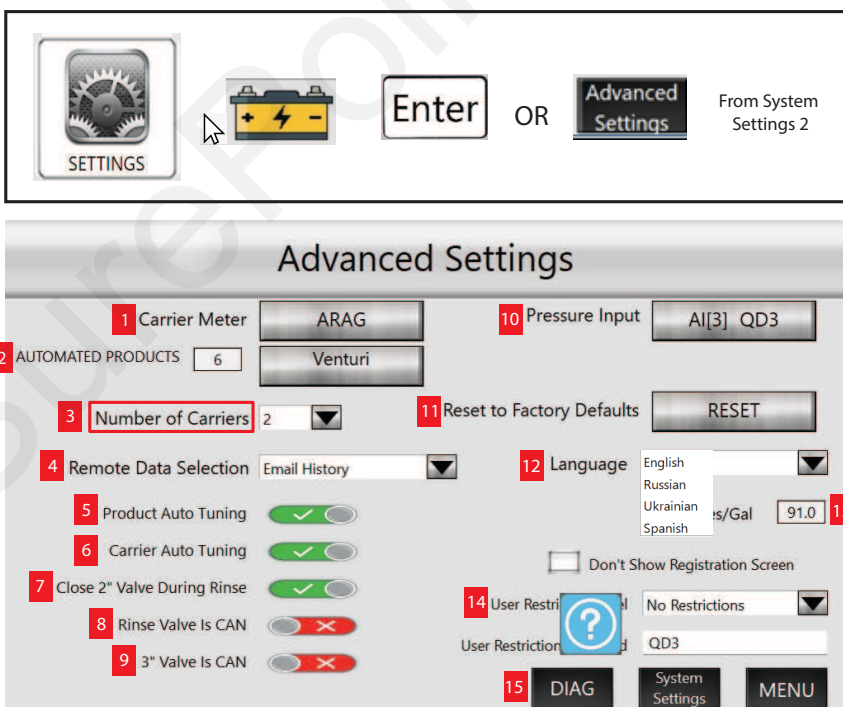 SETTINGS
+ -
Enter
OR
Advanced
Settings
From System
Settings 2
Advanced Settings
1 Carrier Meter ARAG
10 Pressure Input AI[3] QD3
2 AUTOMATED PRODUCTS 6 Venturi
3 Number of Carriers 2
11 Reset to Factory Defaults RESET
4 Remote Data Selection Email History
12 Language English
Russian
Ukrainian
Spanish
5 Product Auto Tuning
es/Gal 91.0
6 Carrier Auto Tuning
Don't Show Registration Screen
7 Close 2" Valve During Rinse
14 User Restri l No Restrictions
8 Rinse Valve Is CAN
?
User Restriction d QD3
9 3" Valve Is CAN
15 DIAG
System
Settings
MENU